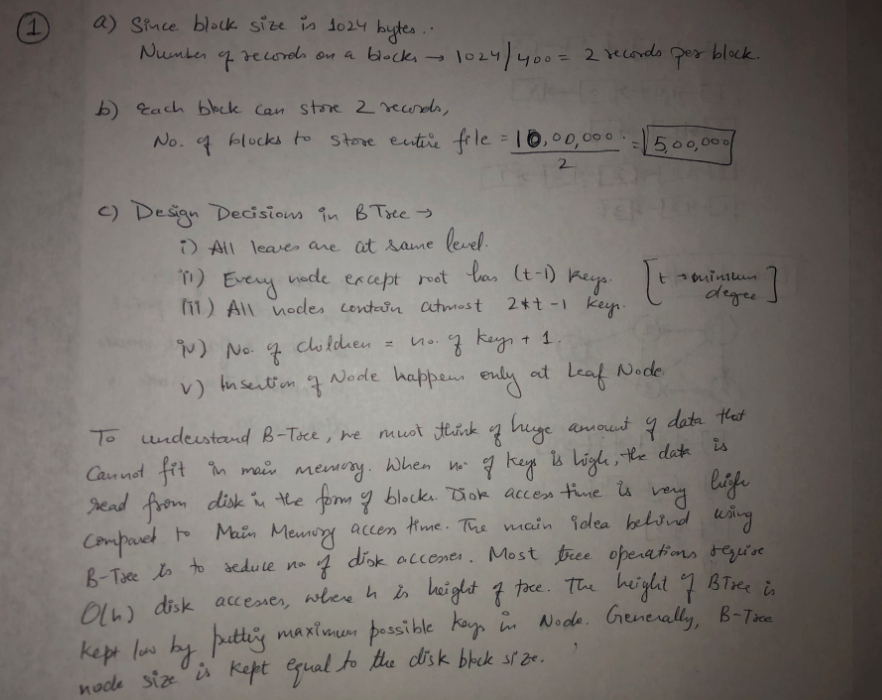 1
a) Since block size is 1024 bytes..
Number of records on a blocks → 1024/400 = 2 records per block.
b) Each block can store 2 records,
No. of blocks to store entire file = 10,00,000 / 2 = 5,00,000
c) Design Decisions in BTree →
i) All leaves are at same level.
ii) Every node except root has (t-1) keys. [t → minimum degree]
iii) All nodes contain atmost 2*t-1 keys.
iv) No. of children = no. of keys + 1.
v) Insertion of Node happens only at Leaf Node.
To understand B-Tree, we must think of huge amount of data that
Cannot fit in main memory. When no. of keys is high, the data is
read from disk in the form of blocks. Disk access time is very high
compared to Main Memory access time. The main idea behind using
B-Tree is to reduce no of disk accesses. Most tree operations require
O(h) disk accesses, where h is height of tree. The height of BTree is
kept low by putting maximum possible keys in Node. Generally, B-Tree
node size is kept equal to the disk block size.